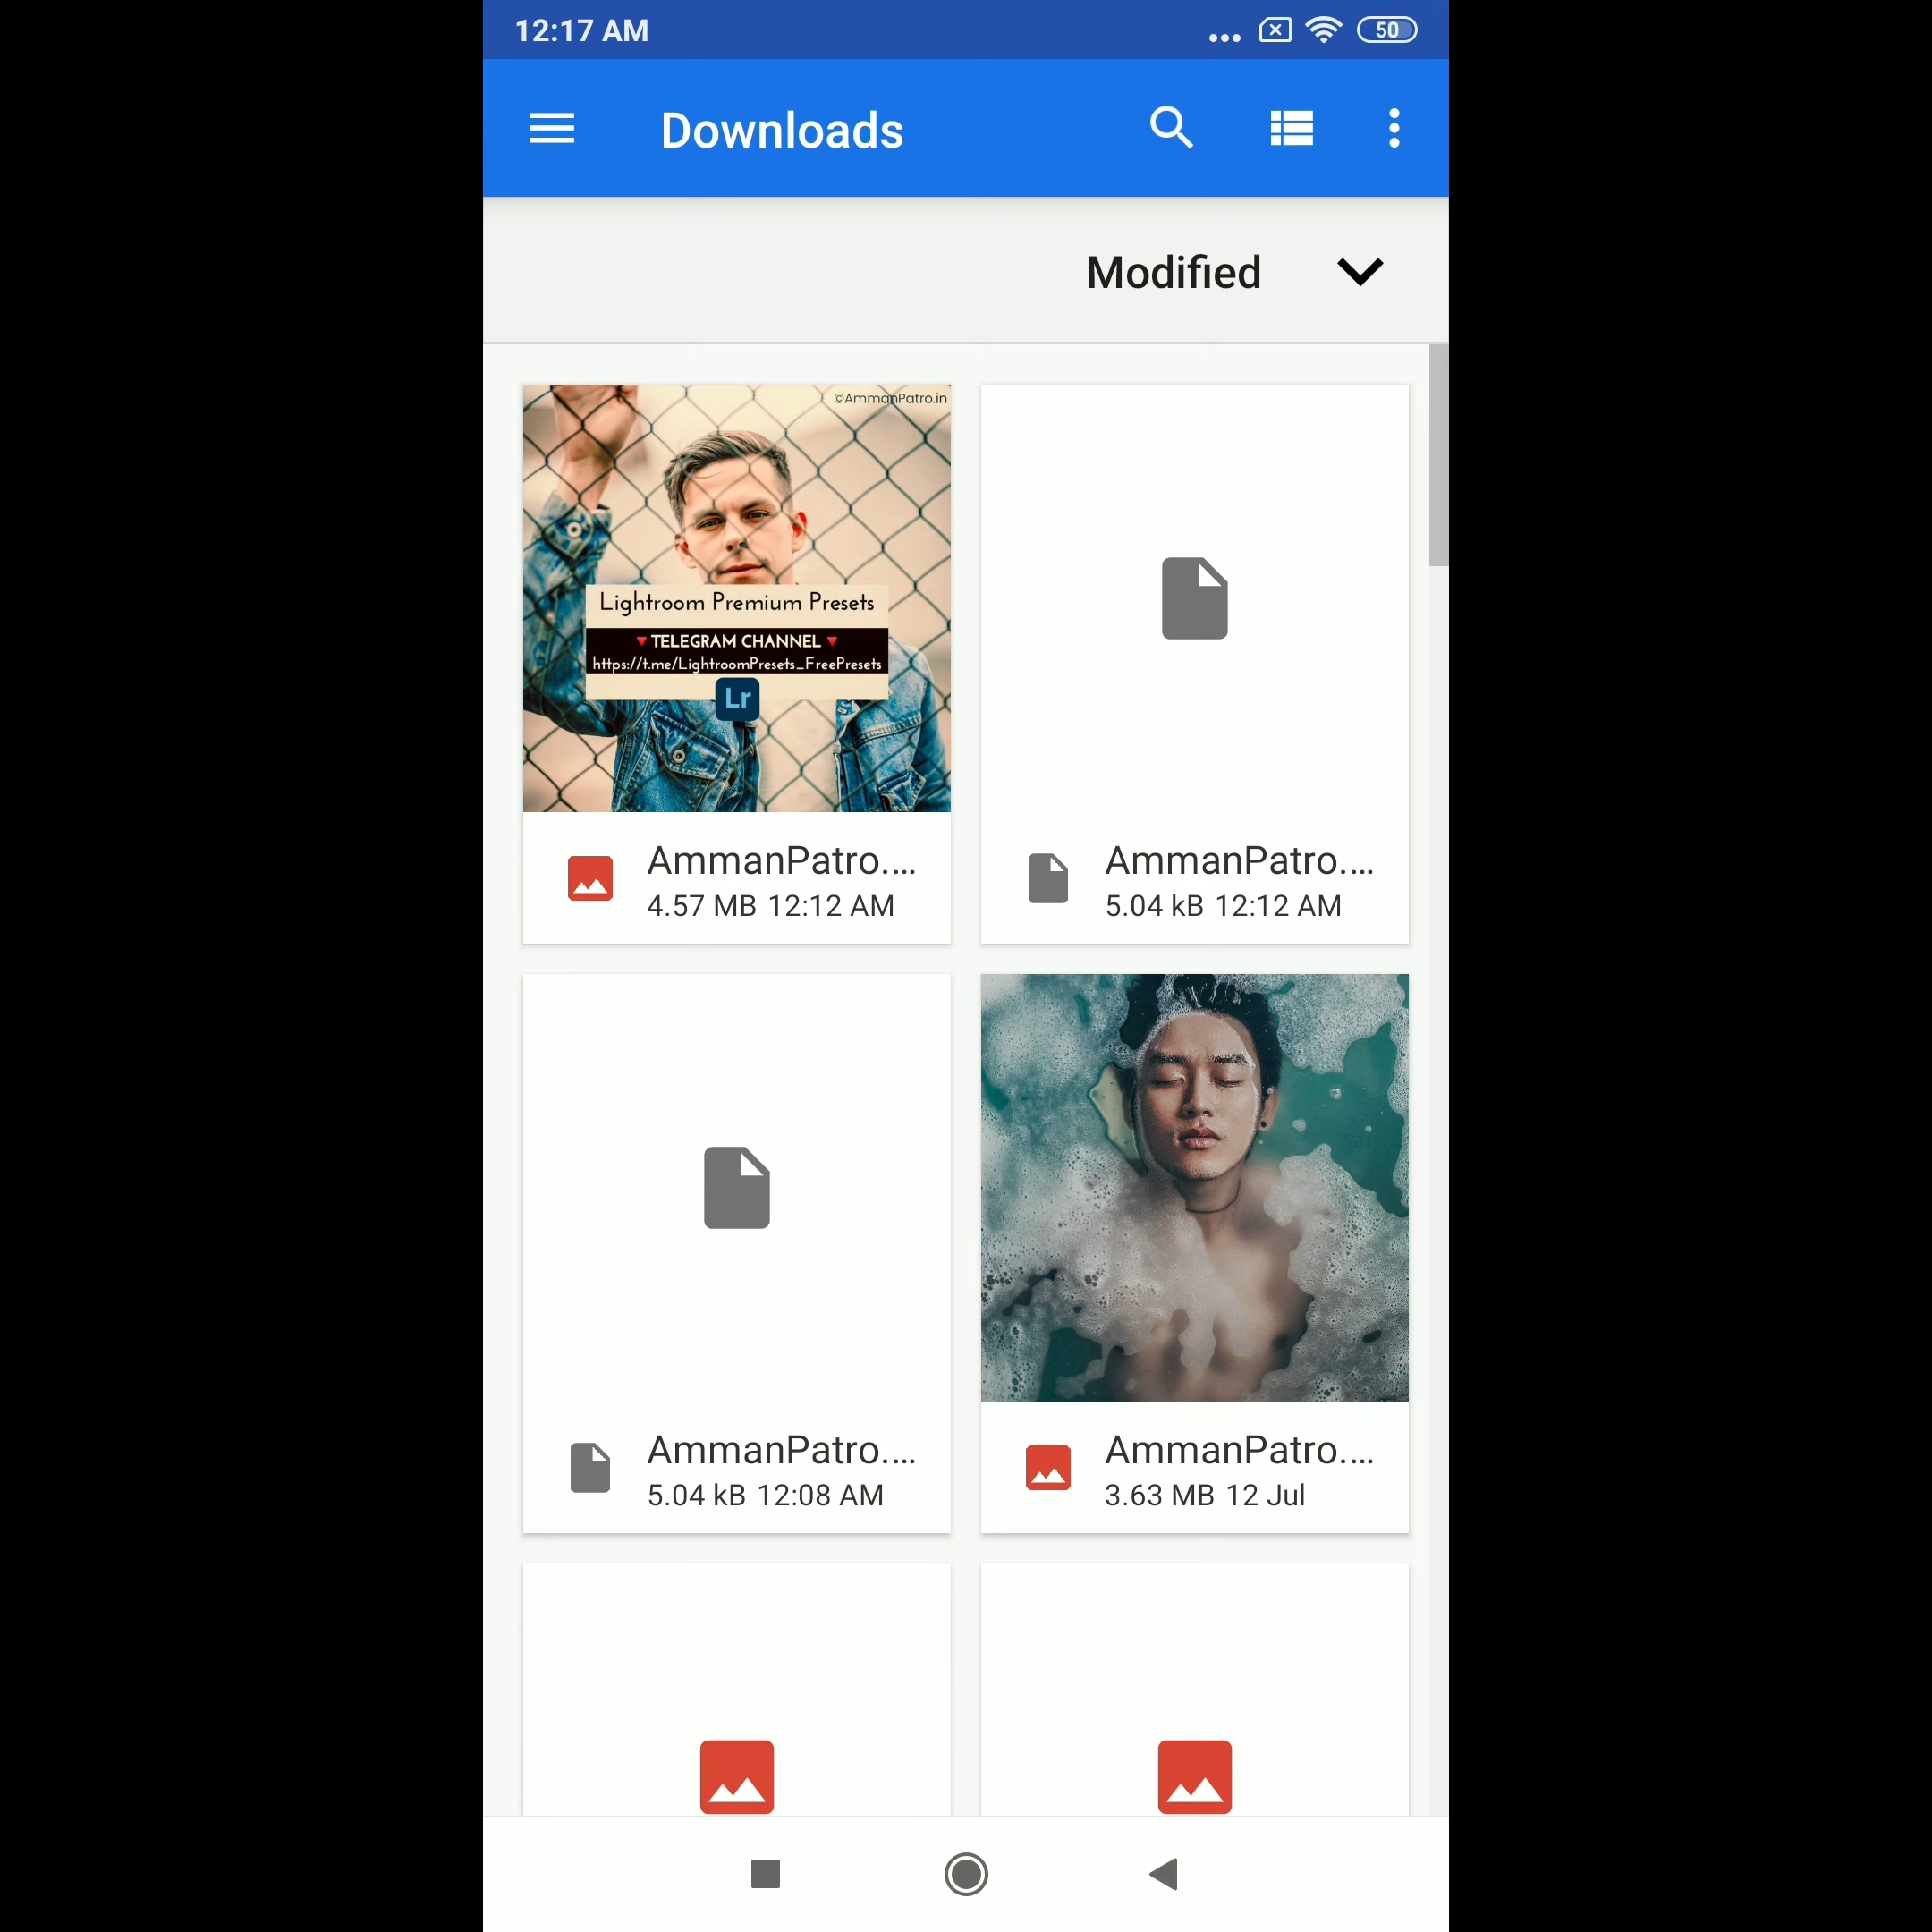 12:17 AM
50
Downloads
Modified
©AmmanPatro.in
Lightroom Premium Presets
🔻TELEGRAM CHANNEL🔻
https://t.me/LightroomPresets_FreePresets
Lr
AmmanPatro....
4.57 MB 12:12 AM
AmmanPatro....
5.04 kB 12:12 AM
AmmanPatro....
5.04 kB 12:08 AM
AmmanPatro....
3.63 MB 12 Jul